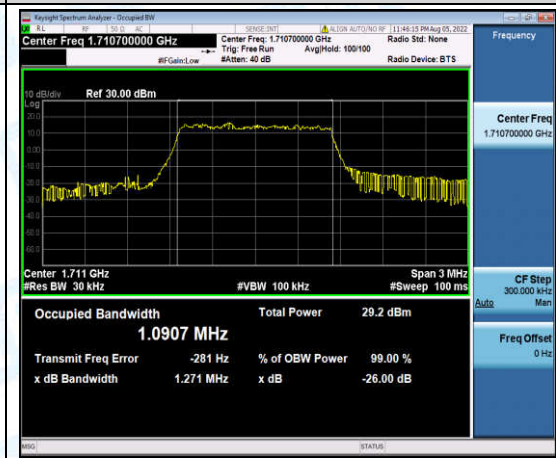 Keysight Spectrum Analyzer - Occupied BW
RL RF 50 Ω AC SENSE:INT ALIGN AUTO/NO RF 11:46:15 PM Aug 05, 2022
Center Freq 1.710700000 GHz Center Freq: 1.710700000 GHz Radio Std: None Frequency
Trig: Free Run Avg|Hold: 100/100
#IFGain:Low #Atten: 40 dB Radio Device: BTS
10 dB/div Ref 30.00 dBm
Log
20.0
10.0
0.00
-10.0
-20.0
-30.0
-40.0
-50.0
-60.0
Center Freq
1.710700000 GHz
Center 1.711 GHz Span 3 MHz
#Res BW 30 kHz #VBW 100 kHz #Sweep 100 ms
CF Step
300.000 kHz
Auto Man
Occupied Bandwidth Total Power 29.2 dBm
1.0907 MHz
Transmit Freq Error -281 Hz % of OBW Power 99.00 %
x dB Bandwidth 1.271 MHz x dB -26.00 dB
Freq Offset
0 Hz
MSG STATUS